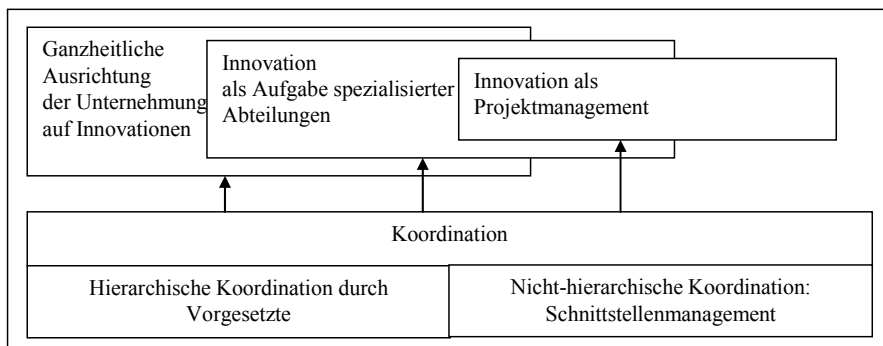 Ganzheitliche
Ausrichtung
der Unternehmung
auf Innovationen
Innovation
als Aufgabe spezialisierter
Abteilungen
Innovation als
Projektmanagement
Koordination
Hierarchische Koordination durch
Vorgesetzte
Nicht-hierarchische Koordination:
Schnittstellenmanagement